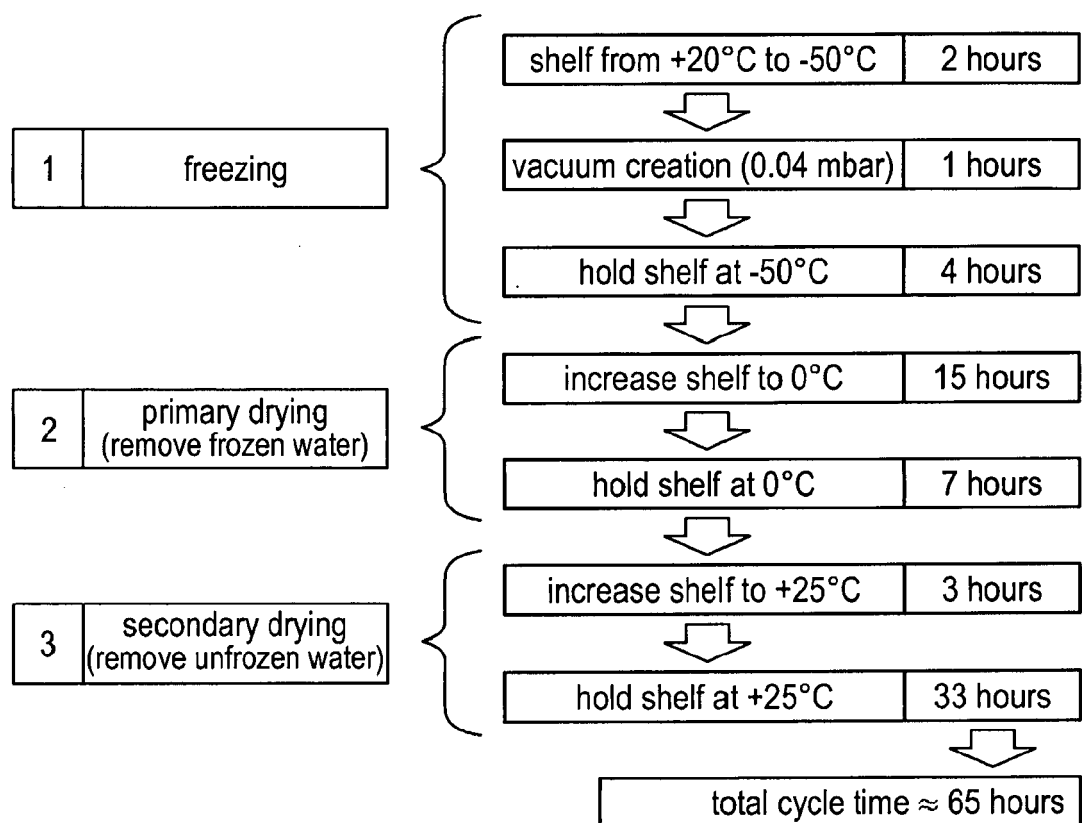 shelf from +20°C to -50°C 2 hours
vacuum creation (0.04 mbar) 1 hours
1 freezing
hold shelf at -50°C 4 hours
increase shelf to 0°C 15 hours
2 primary drying
(remove frozen water)
hold shelf at 0°C 7 hours
increase shelf to +25°C 3 hours
3 secondary drying
(remove unfrozen water)
hold shelf at +25°C 33 hours
total cycle time ≈ 65 hours